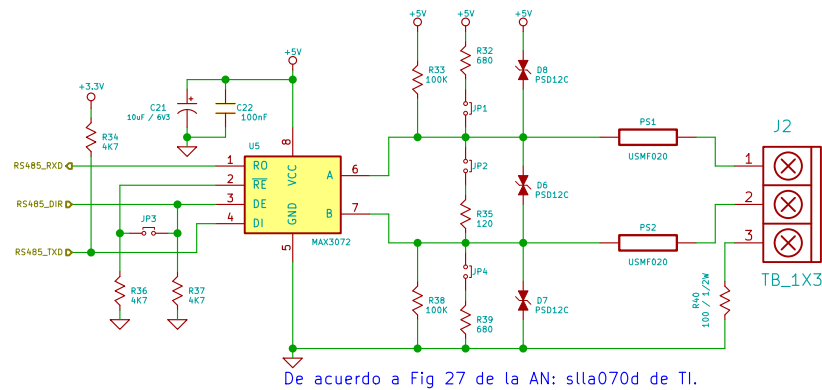 +5V
+5V
+5V
R32
680
R33
100K
D8
PSD12C
+5V
+3.3V
C21
10uF / 6V3
C22
100nF
JP1
PS1
USMF020
J2
R34
4K7
U5
8
VCC
RS485_RXD
1
RO
A
6
JP2
1
2
RE
D6
PSD12C
RS485_DIR
3
DE
B
7
2
4
DI
GND
R35
120
PS2
USMF020
3
JP3
MAX3072
RS485_TXD
5
JP4
TB_1X3
R36
4K7
R37
4K7
R38
100K
R39
680
D7
PSD12C
R40
100 / 1/2W
De acuerdo a Fig 27 de la AN: slla070d de TI.